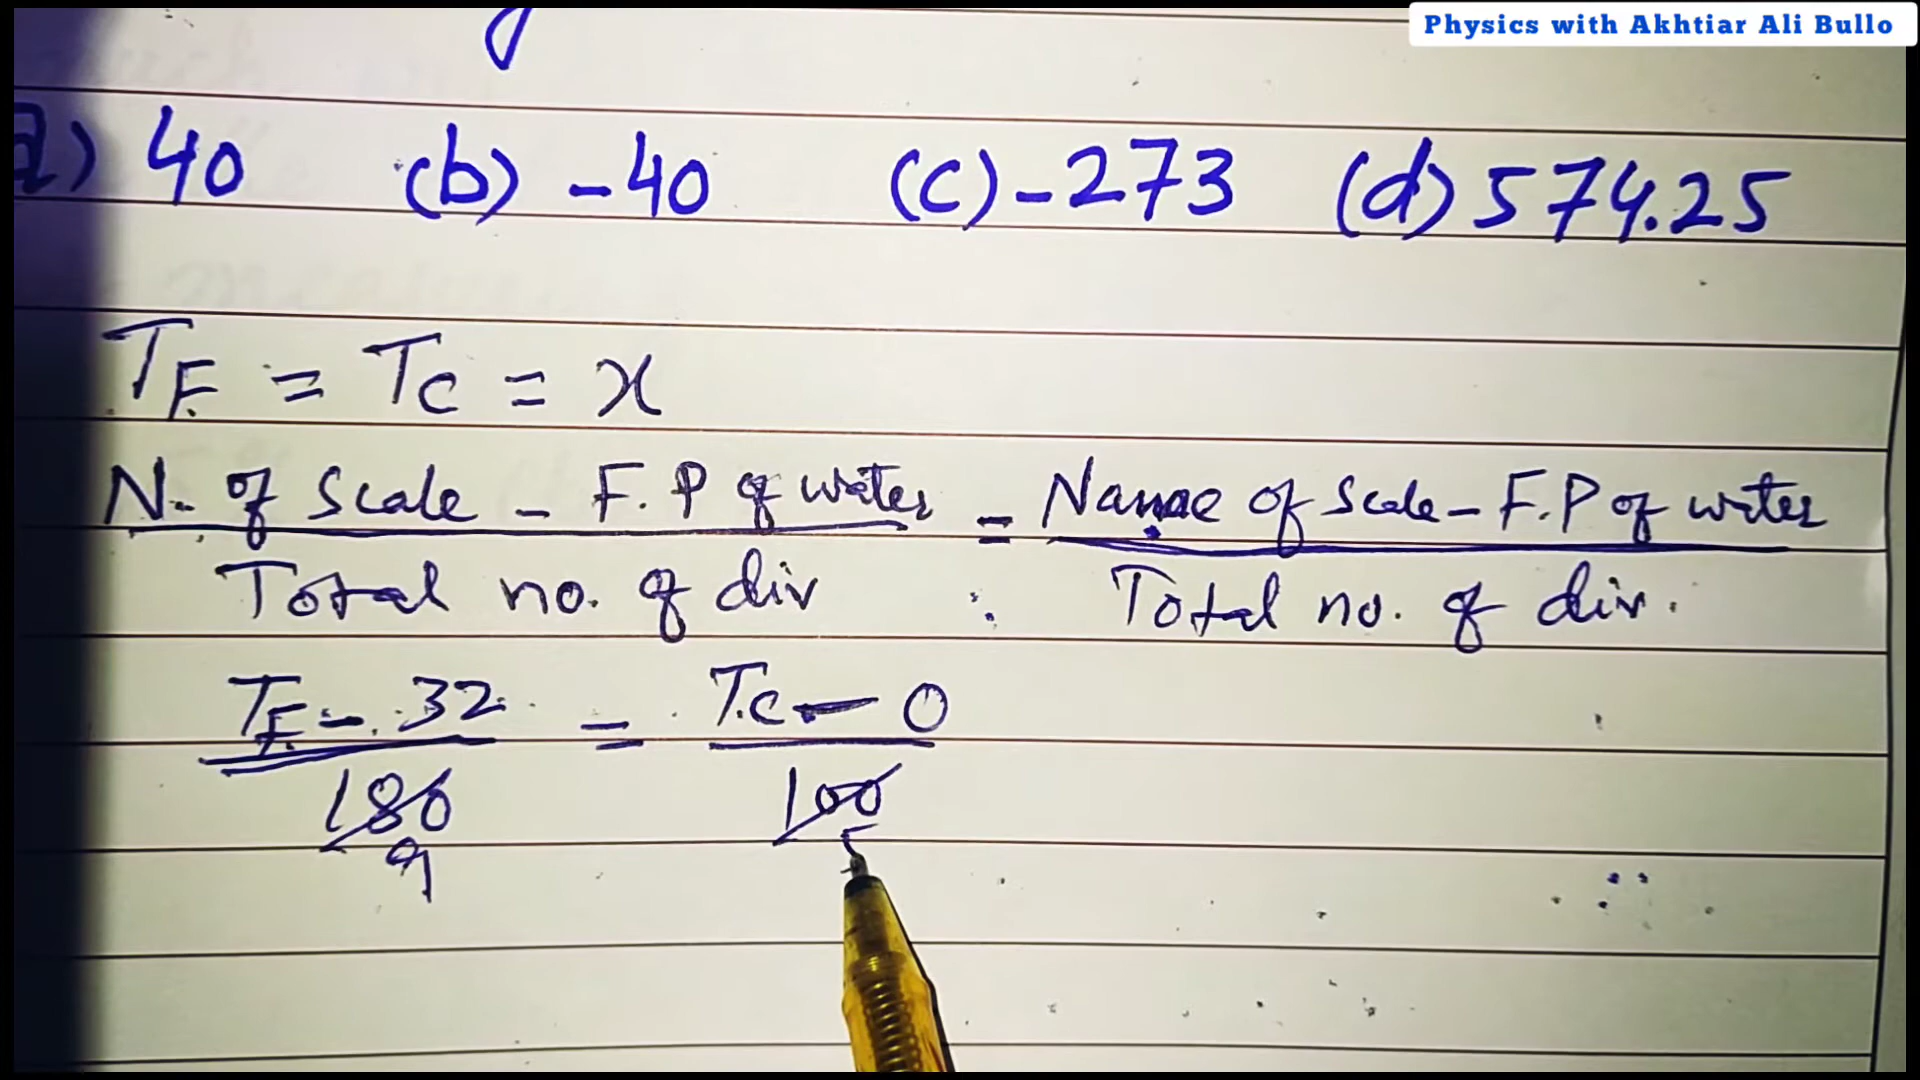 Physics with Akhtiar Ali Bullo
a) 40 (b) -40 (c) -273 (d) 574.25
TF = Tc = x
N. of Scale - F.P of water = Name of Scale - F.P of water
Total no. of div : Total no. of div.
TF - 32 = Tc - 0
180 100
9 5